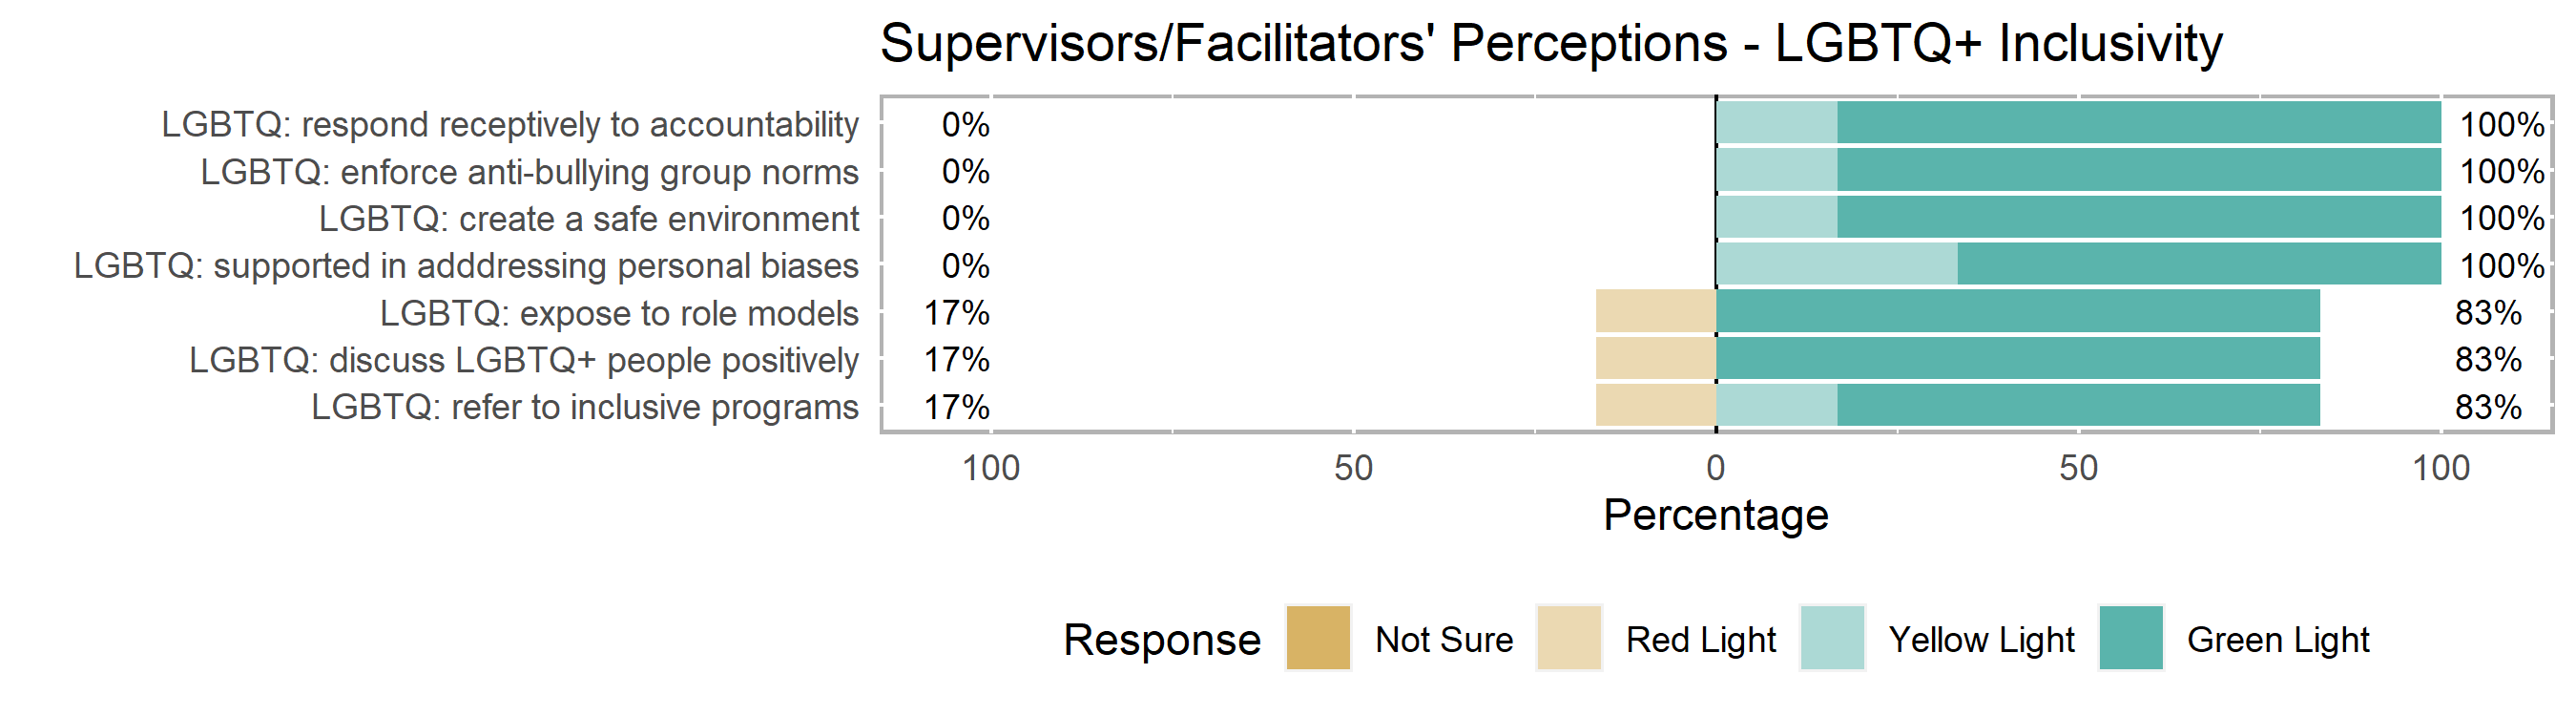 Supervisors/Facilitators' Perceptions - LGBTQ+ Inclusivity
LGBTQ: respond receptively to accountability 0% 100%
LGBTQ: enforce anti-bullying group norms 0% 100%
LGBTQ: create a safe environment 0% 100%
LGBTQ: supported in adddressing personal biases 0% 100%
LGBTQ: expose to role models 17% 83%
LGBTQ: discuss LGBTQ+ people positively 17% 83%
LGBTQ: refer to inclusive programs 17% 83%
100 50 0 50 100
Percentage
Response Not Sure Red Light Yellow Light Green Light